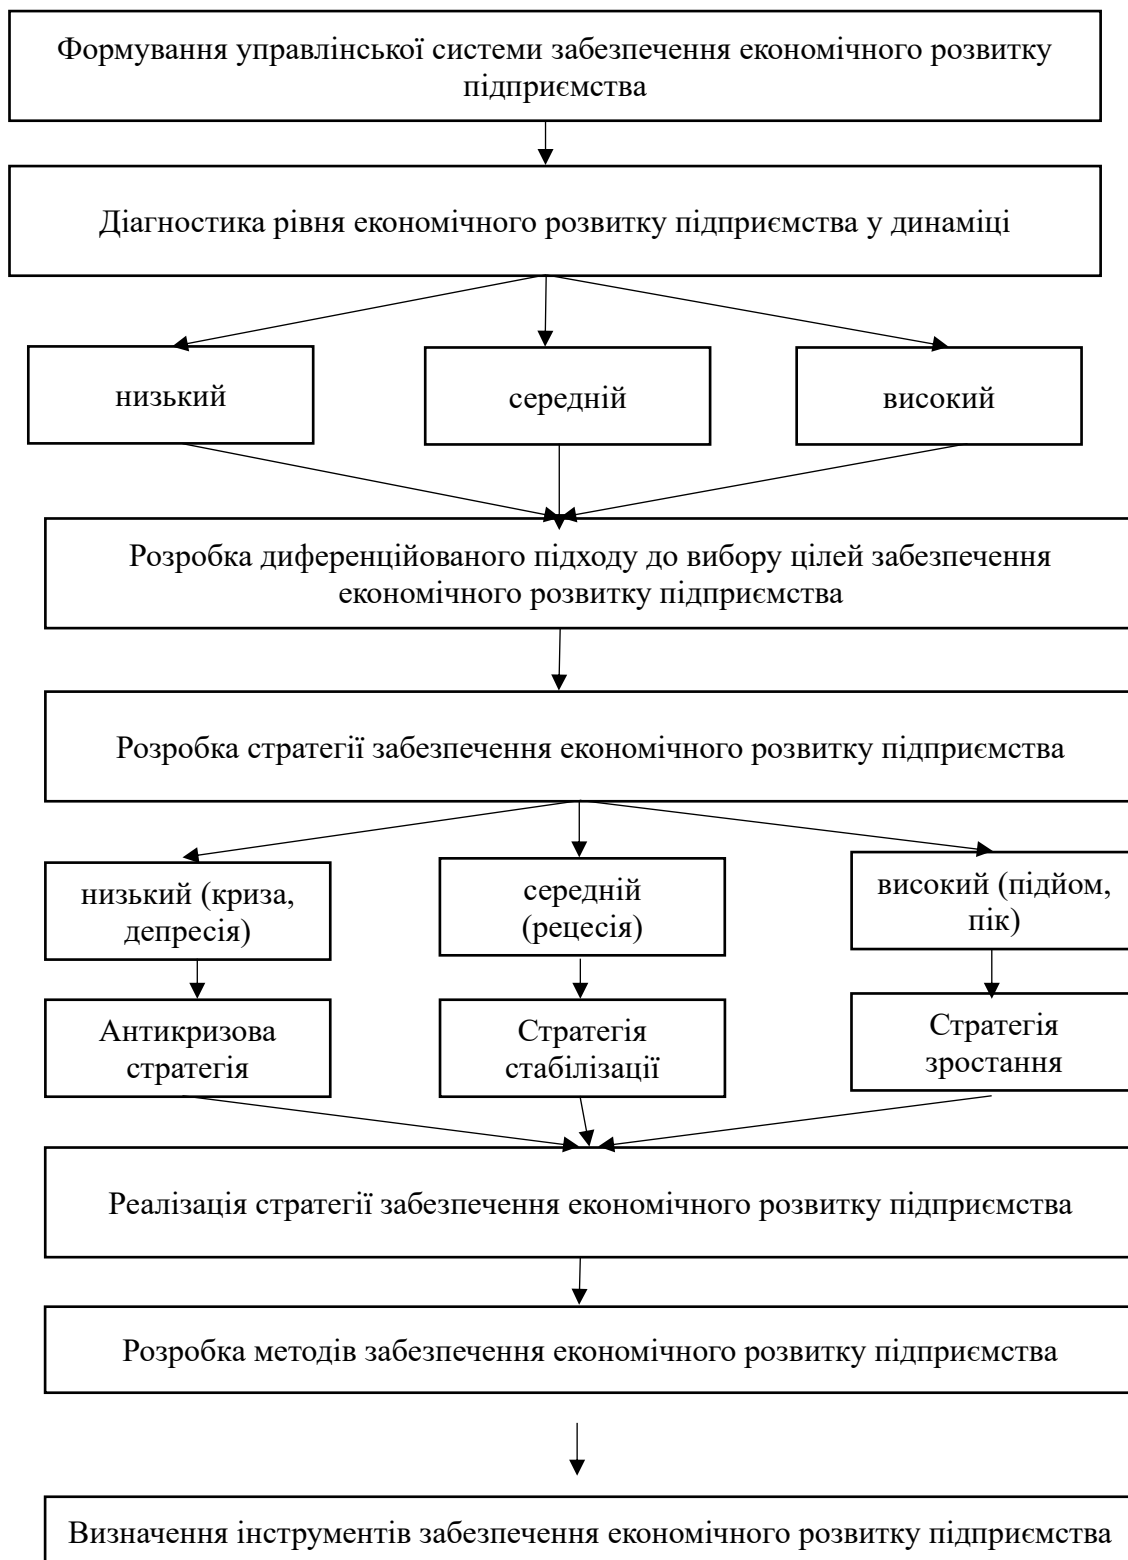 Формування управлінської системи забезпечення економічного розвитку
підприємства
Діагностика рівня економічного розвитку підприємства у динаміці
низький
середній
високий
Розробка диференційованого підходу до вибору цілей забезпечення
економічного розвитку підприємства
Розробка стратегії забезпечення економічного розвитку підприємства
низький (криза,
депресія)
середній
(рецесія)
високий (підйом,
пік)
Антикризова
стратегія
Стратегія
стабілізації
Стратегія
зростання
Реалізація стратегії забезпечення економічного розвитку підприємства
Розробка методів забезпечення економічного розвитку підприємства
Визначення інструментів забезпечення економічного розвитку підприємства